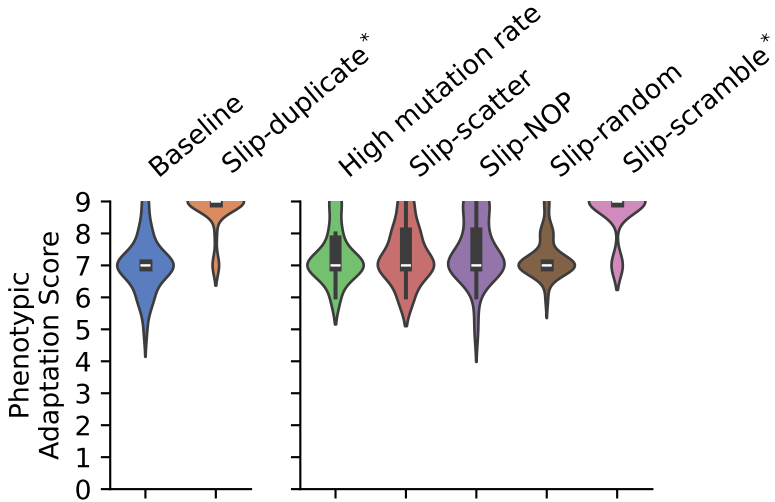 Baseline
Slip-duplicate*
High mutation rate
Slip-scatter
Slip-NOP
Slip-random
Slip-scramble*
Phenotypic
Adaptation Score
9
8
7
6
5
4
3
2
1
0